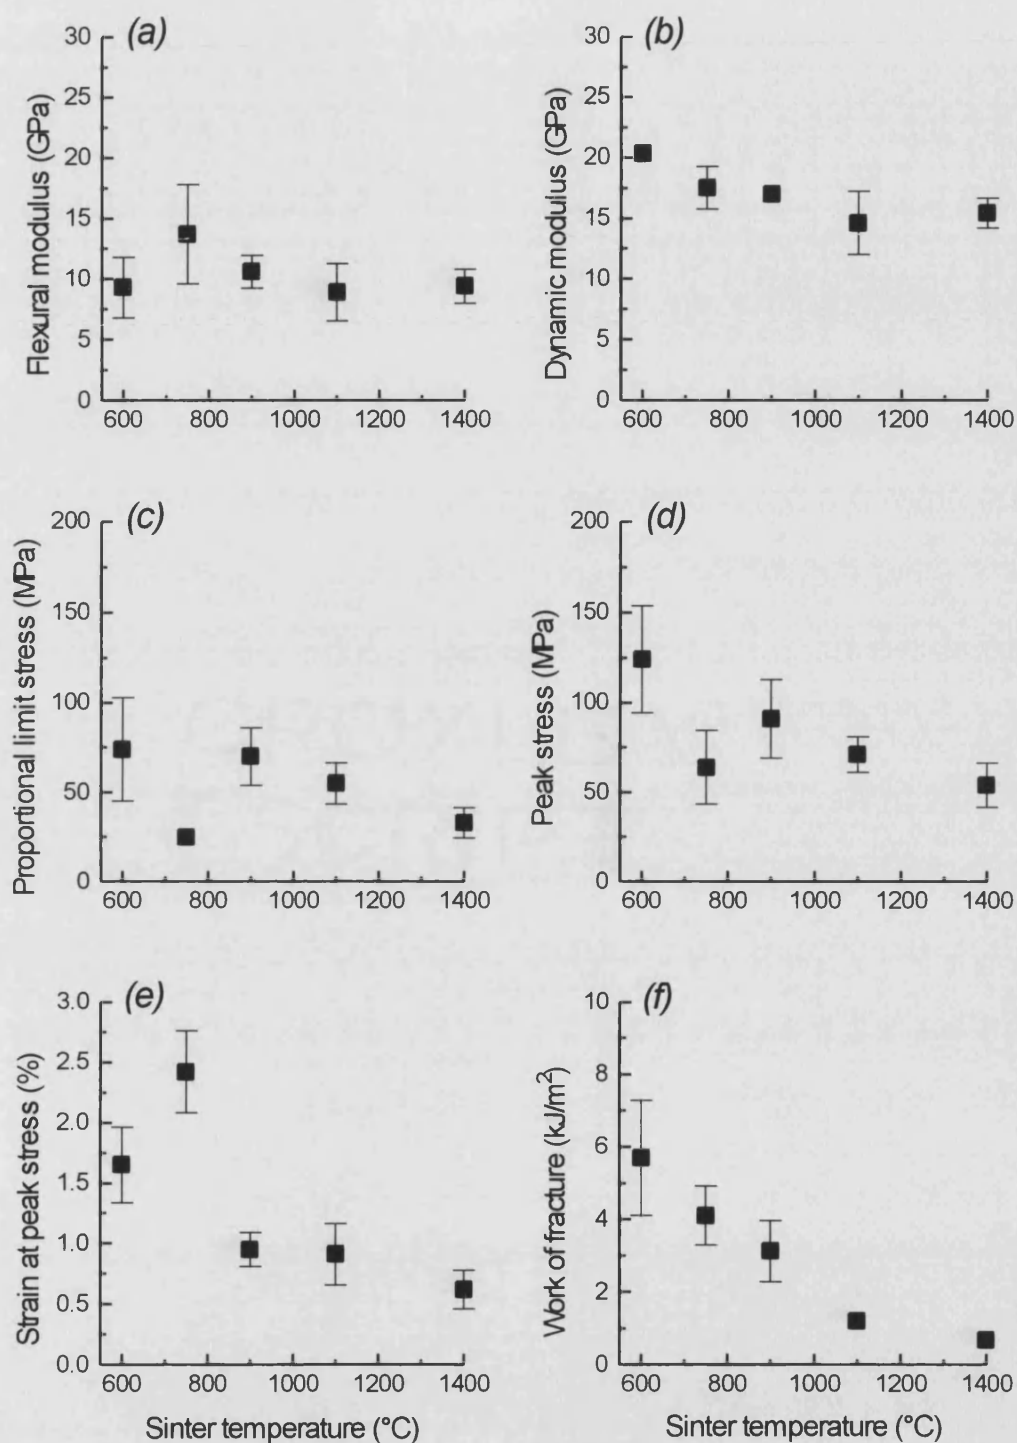 (a)
30
25
20
15
10
5
0
Flexural modulus (GPa)
600 800 1000 1200 1400
(b)
30
25
20
15
10
5
0
Dynamic modulus (GPa)
600 800 1000 1200 1400
(c)
200
150
100
50
0
Proportional limit stress (MPa)
600 800 1000 1200 1400
(d)
200
150
100
50
0
Peak stress (MPa)
600 800 1000 1200 1400
(e)
3.0
2.5
2.0
1.5
1.0
0.5
0.0
Strain at peak stress (%)
600 800 1000 1200 1400
Sinter temperature (°C)
(f)
10
8
6
4
2
0
Work of fracture (kJ/m²)
600 800 1000 1200 1400
Sinter temperature (°C)